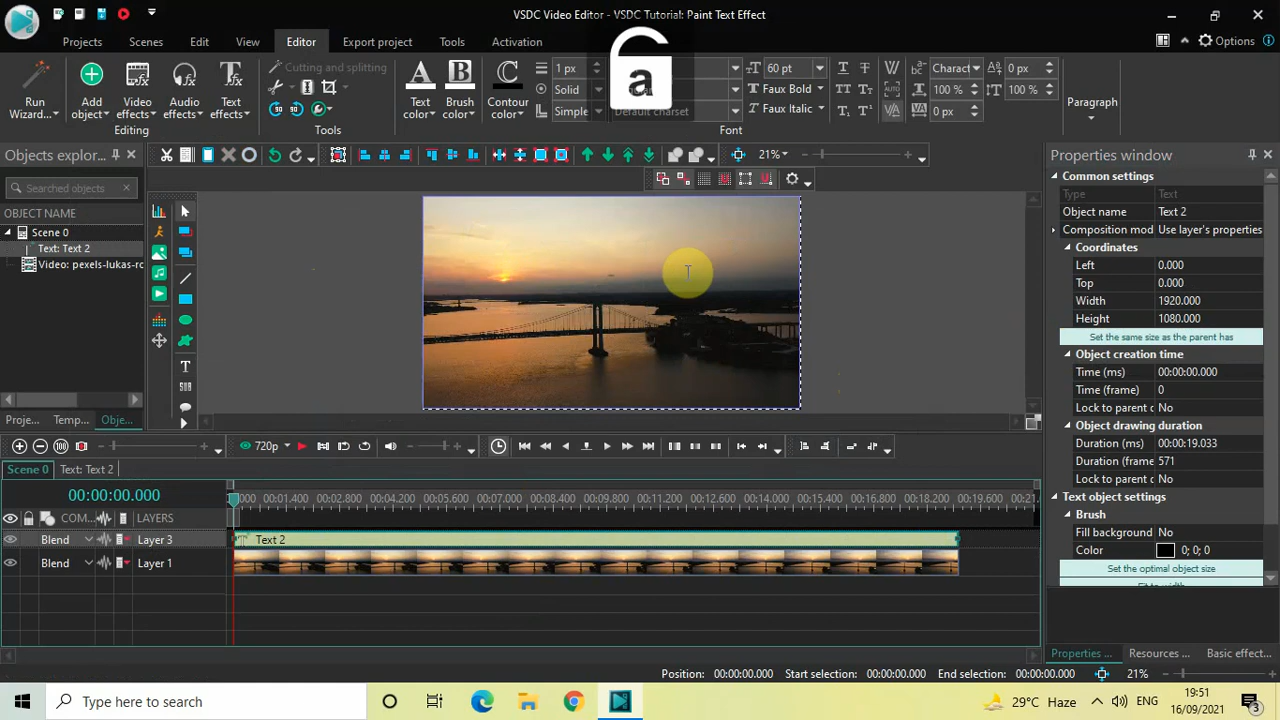 VSDC Video Editor - VSDC Tutorial: Paint Text Effect
Projects Scenes Edit View Editor Export project Tools Activation Options
Run Wizard... Add object Video effects Audio effects Text effects
Cutting and splitting
Editing Tools
Text color Brush color Contour color
1 px
Solid
Simple
a
Default charset
60 pt
Faux Bold
Faux Italic
Charact 0 px
100 % 100 %
0 px
AUTO
Font
Paragraph
Objects explor...
Searched objects
OBJECT NAME
Scene 0
Text: Text 2
Video: pexels-lukas-ro
Proje... Temp... Obje...
21%
Properties window
Common settings
Type Text
Object name Text 2
Composition mod Use layer's properties
Coordinates
Left 0.000
Top 0.000
Width 1920.000
Height 1080.000
Set the same size as the parent has
Object creation time
Time (ms) 00:00:00.000
Time (frame) 0
Lock to parent c No
Object drawing duration
Duration (ms) 00:00:19.033
Duration (frame 571
Lock to parent c No
Text object settings
Brush
Fill background No
Color 0; 0; 0
Set the optimal object size
Fit to width
Properties ... Resources ... Basic effect...
720p
Scene 0 Text: Text 2
00:00:00.000
000 00:01.400 00:02.800 00:04.200 00:05.600 00:07.000 00:08.400 00:09.800 00:11.200 00:12.600 00:14.000 00:15.400 00:16.800 00:18.200 00:19.600 00:21.
COM... LAYERS
Blend Layer 3 Text 2
Blend Layer 1
Position: 00:00:00.000 Start selection: 00:00:00.000 End selection: 00:00:00.000 21%
Type here to search
29°C Haze ENG
19:51
16/09/2021
3